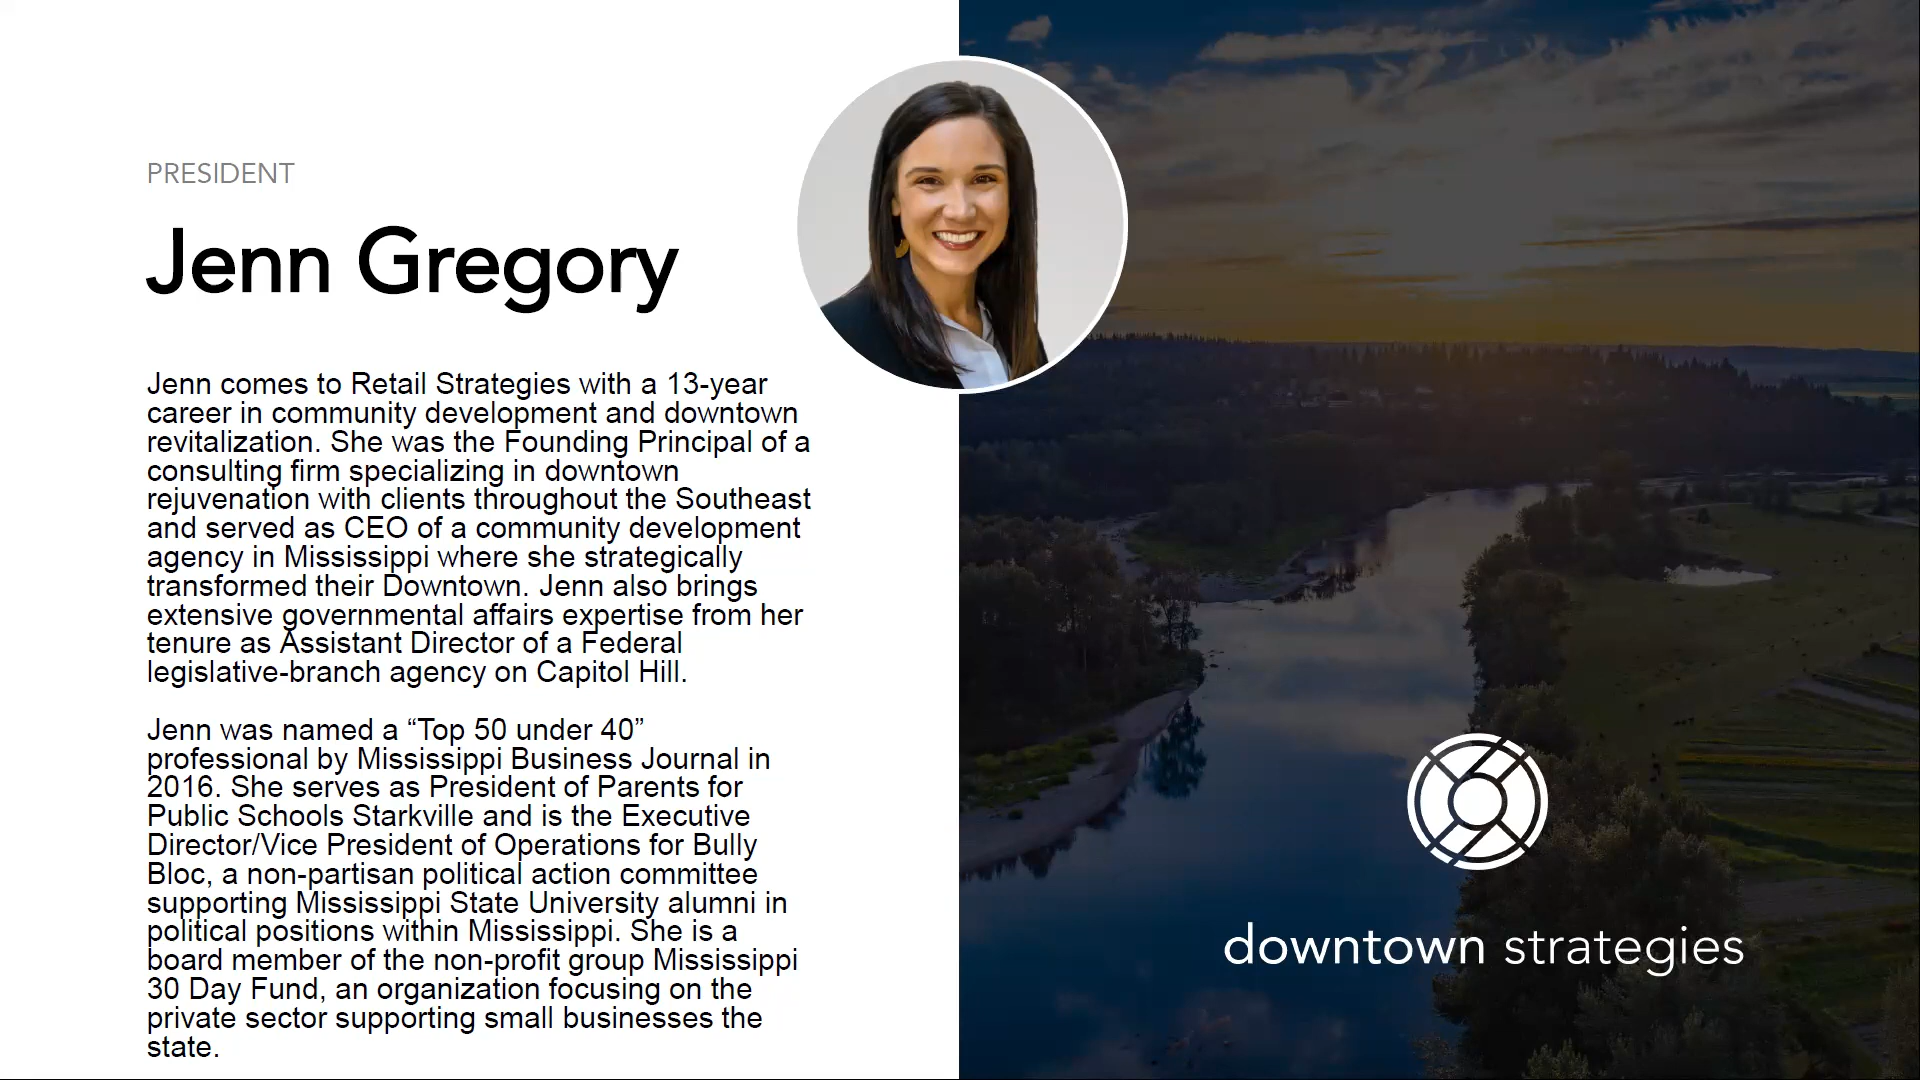 PRESIDENT
Jenn Gregory
Jenn comes to Retail Strategies with a 13-year
career in community development and downtown
revitalization. She was the Founding Principal of a
consulting firm specializing in downtown
rejuvenation with clients throughout the Southeast
and served as CEO of a community development
agency in Mississippi where she strategically
transformed their Downtown. Jenn also brings
extensive governmental affairs expertise from her
tenure as Assistant Director of a Federal
legislative-branch agency on Capitol Hill.
Jenn was named a “Top 50 under 40”
professional by Mississippi Business Journal in
2016. She serves as President of Parents for
Public Schools Starkville and is the Executive
Director/Vice President of Operations for Bully
Bloc, a non-partisan political action committee
supporting Mississippi State University alumni in
political positions within Mississippi. She is a
board member of the non-profit group Mississippi
30 Day Fund, an organization focusing on the
private sector supporting small businesses the
state.
downtown strategies